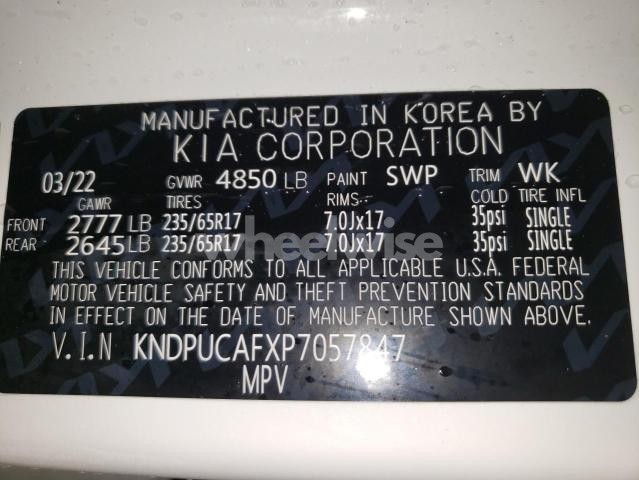 MANUFACTURED IN KOREA BY
KIA CORPORATION
03/22 GVWR 4850 LB PAINT SWP TRIM WK
GAWR TIRES RIMS COLD TIRE INFL
FRONT 2777 LB 235/65R17 7.0Jx17 35psi SINGLE
REAR 2645 LB 235/65R17 7.0Jx17 35psi SINGLE
wheelwise
THIS VEHICLE CONFORMS TO ALL APPLICABLE U.S.A. FEDERAL
MOTOR VEHICLE SAFETY AND THEFT PREVENTION STANDARDS
IN EFFECT ON THE DATE OF MANUFACTURE SHOWN ABOVE.
V.I.N KNDPUCAFXP7057847
MPV